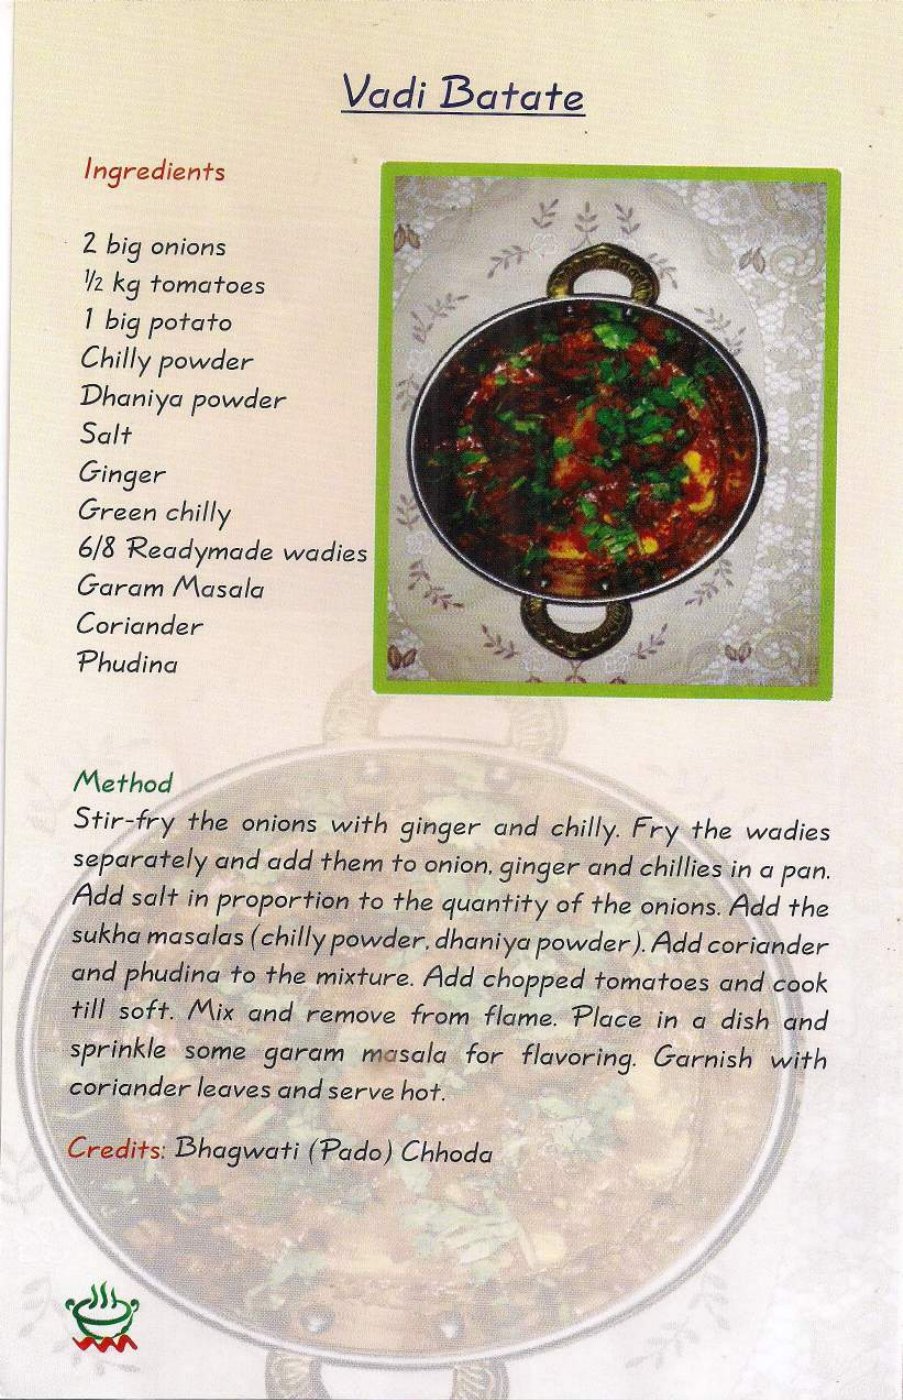 Vadi Batate
Ingredients
2 big onions
½ kg tomatoes
1 big potato
Chilly powder
Dhaniya powder
Salt
Ginger
Green chilly
6/8 Readymade wadies
Garam Masala
Coriander
Phudina
Method
Stir-fry the onions with ginger and chilly. Fry the wadies
separately and add them to onion, ginger and chillies in a pan.
Add salt in proportion to the quantity of the onions. Add the
sukha masalas (chilly powder, dhaniya powder). Add coriander
and phudina to the mixture. Add chopped tomatoes and cook
till soft. Mix and remove from flame. Place in a dish and
sprinkle some garam masala for flavoring. Garnish with
coriander leaves and serve hot.
Credits: Bhagwati (Pado) Chhoda